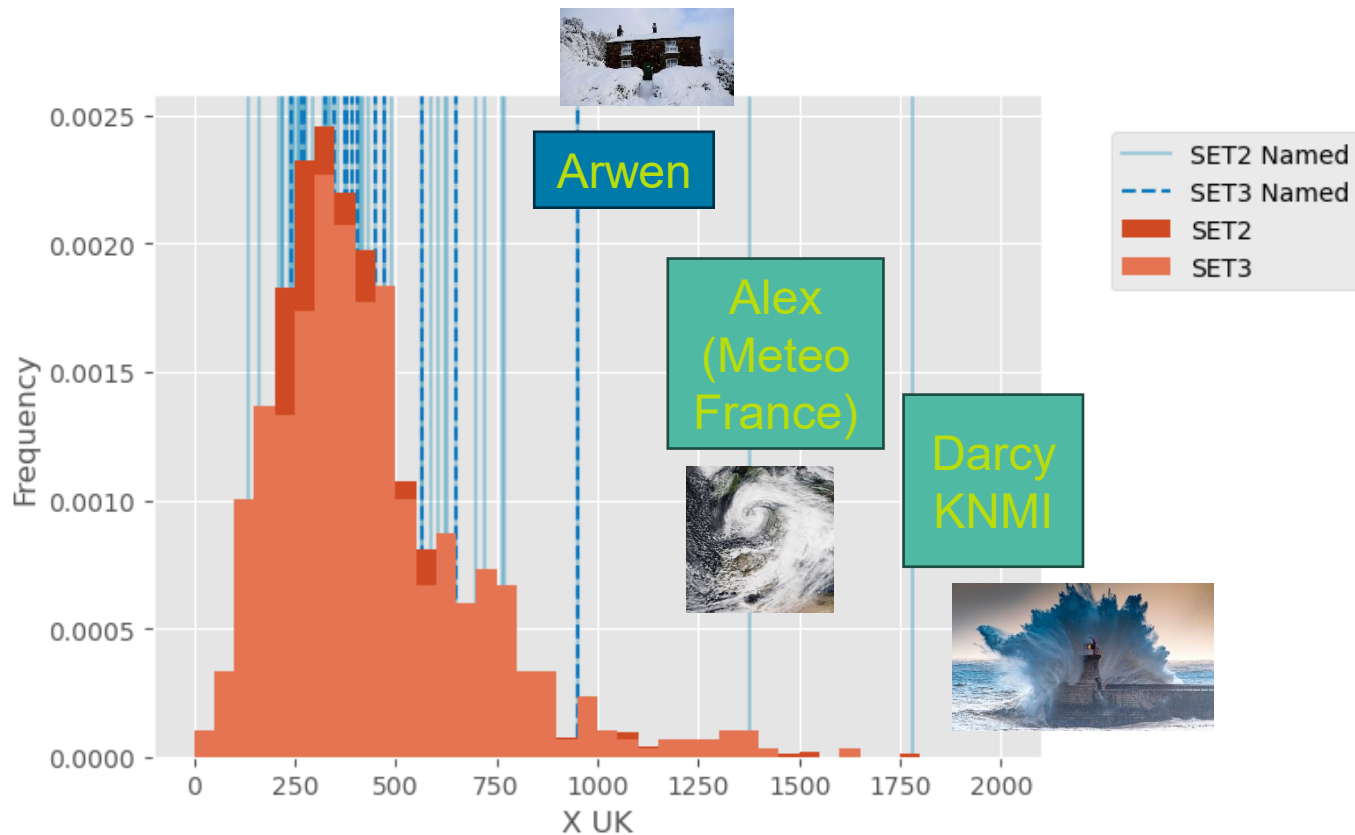 Arwen
Alex
(Meteo
France)
Darcy
KNMI
SET2 Named
SET3 Named
SET2
SET3
Frequency
0.0025
0.0020
0.0015
0.0010
0.0005
0.0000
0 250 500 750 1000 1250 1500 1750 2000
X UK